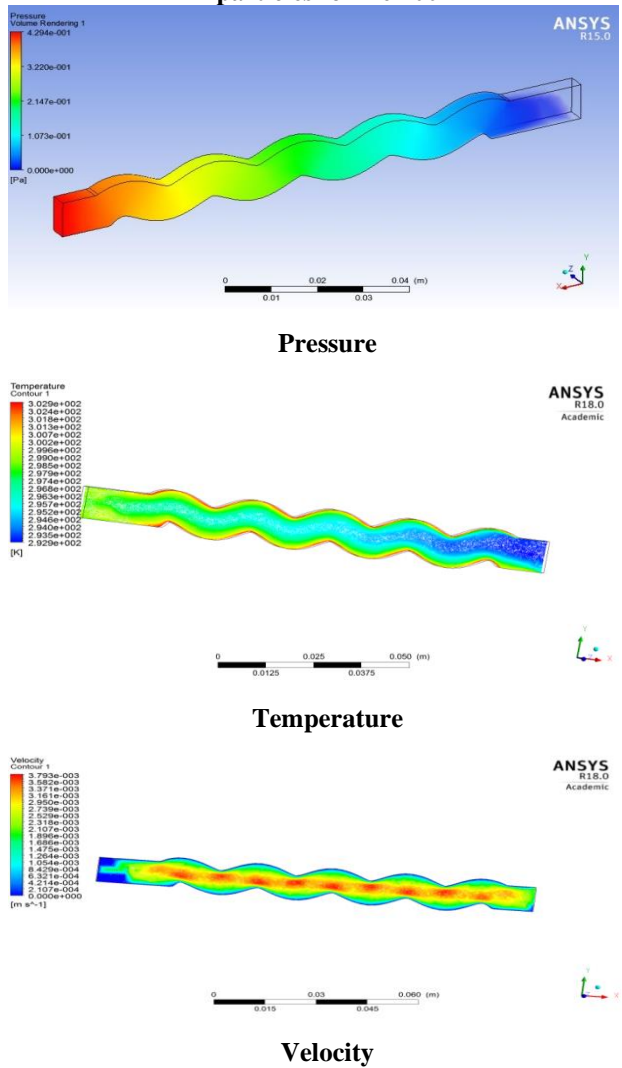 Pressure
Volume Rendering 1
4.294e-001
3.220e-001
2.147e-001
1.073e-001
0.000e+000
[Pa]
ANSYS
R15.0
0 0.02 0.04 (m)
0.01 0.03
Y
Z
X
Pressure
Temperature
Contour 1
3.029e+002
3.024e+002
3.018e+002
3.013e+002
3.007e+002
3.002e+002
2.996e+002
2.990e+002
2.985e+002
2.979e+002
2.974e+002
2.968e+002
2.963e+002
2.957e+002
2.952e+002
2.946e+002
2.940e+002
2.935e+002
2.929e+002
[K]
ANSYS
R18.0
Academic
0 0.025 0.050 (m)
0.0125 0.0375
Y
Z
X
Temperature
Velocity
Contour 1
3.793e-003
3.582e-003
3.371e-003
3.161e-003
2.950e-003
2.739e-003
2.529e-003
2.318e-003
2.107e-003
1.896e-003
1.686e-003
1.475e-003
1.264e-003
1.054e-003
8.429e-004
6.321e-004
4.214e-004
2.107e-004
0.000e+000
[m s^-1]
ANSYS
R18.0
Academic
0 0.03 0.060 (m)
0.015 0.045
Y
X
Velocity